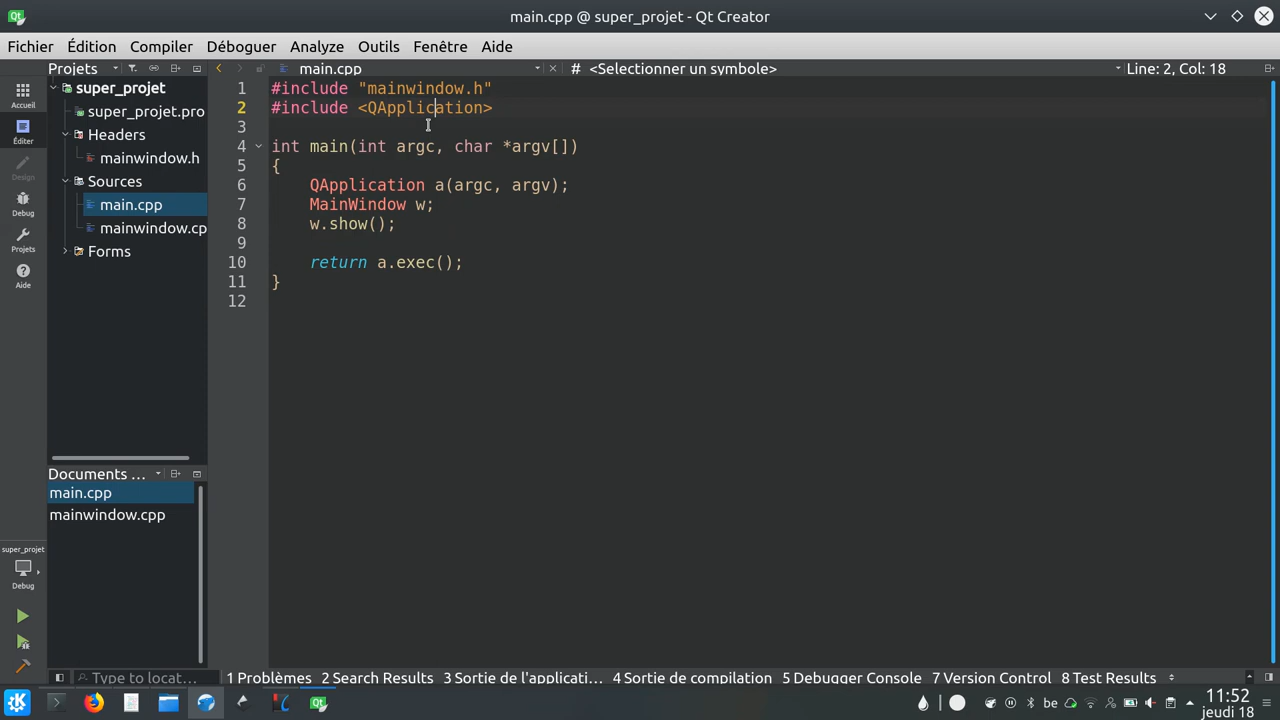 main.cpp @ super_projet - Qt Creator
Fichier Édition Compiler Déboguer Analyze Outils Fenêtre Aide
Projets main.cpp # <Selectionner un symbole> Line: 2, Col: 18
Accueil
Éditer
Design
Debug
Projets
Aide
super_projet
super_projet.pro
Headers
mainwindow.h
Sources
main.cpp
mainwindow.cp
Forms
1 #include "mainwindow.h"
2 #include <QApplication>
3
4 int main(int argc, char *argv[])
5 {
6 QApplication a(argc, argv);
7 MainWindow w;
8 w.show();
9
10 return a.exec();
11 }
12
Documents ...
main.cpp
mainwindow.cpp
super_projet
Debug
Type to locat... 1 Problèmes 2 Search Results 3 Sortie de l'applicati... 4 Sortie de compilation 5 Debugger Console 7 Version Control 8 Test Results
be 11:52
jeudi 18